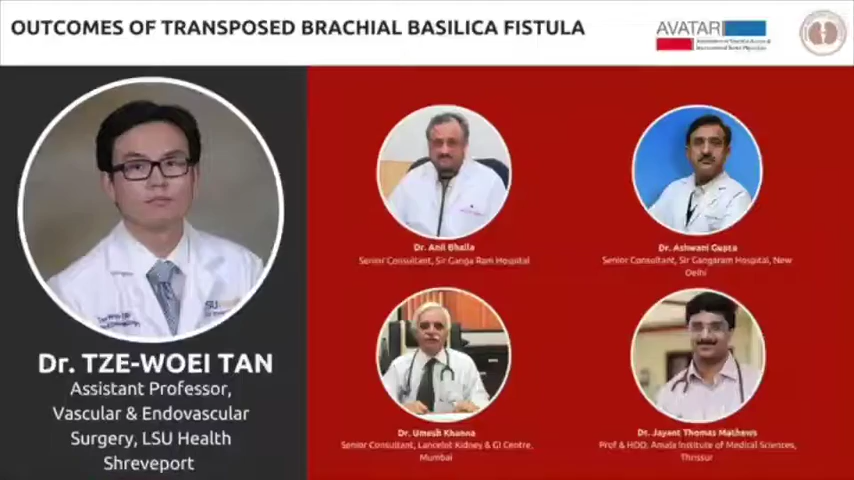 OUTCOMES OF TRANSPOSED BRACHIAL BASILICA FISTULA
AVATAR
Dr. TZE-WOEI TAN
Assistant Professor,
Vascular & Endovascular
Surgery, LSU Health
Shreveport
Dr. Anil Bhalla
Senior Consultant, Sir Ganga Ram Hospital
Dr. Ashwani Gupta
Senior Consultant, Sir Gangaram Hospital, New
Delhi
Dr. Umesh Khanna
Senior Consultant, Lancelot Kidney & GI Centre,
Mumbai
Dr. Jayant Thomas Mathews
Prof & HOD, Amala Institute of Medical Sciences,
Thrissur